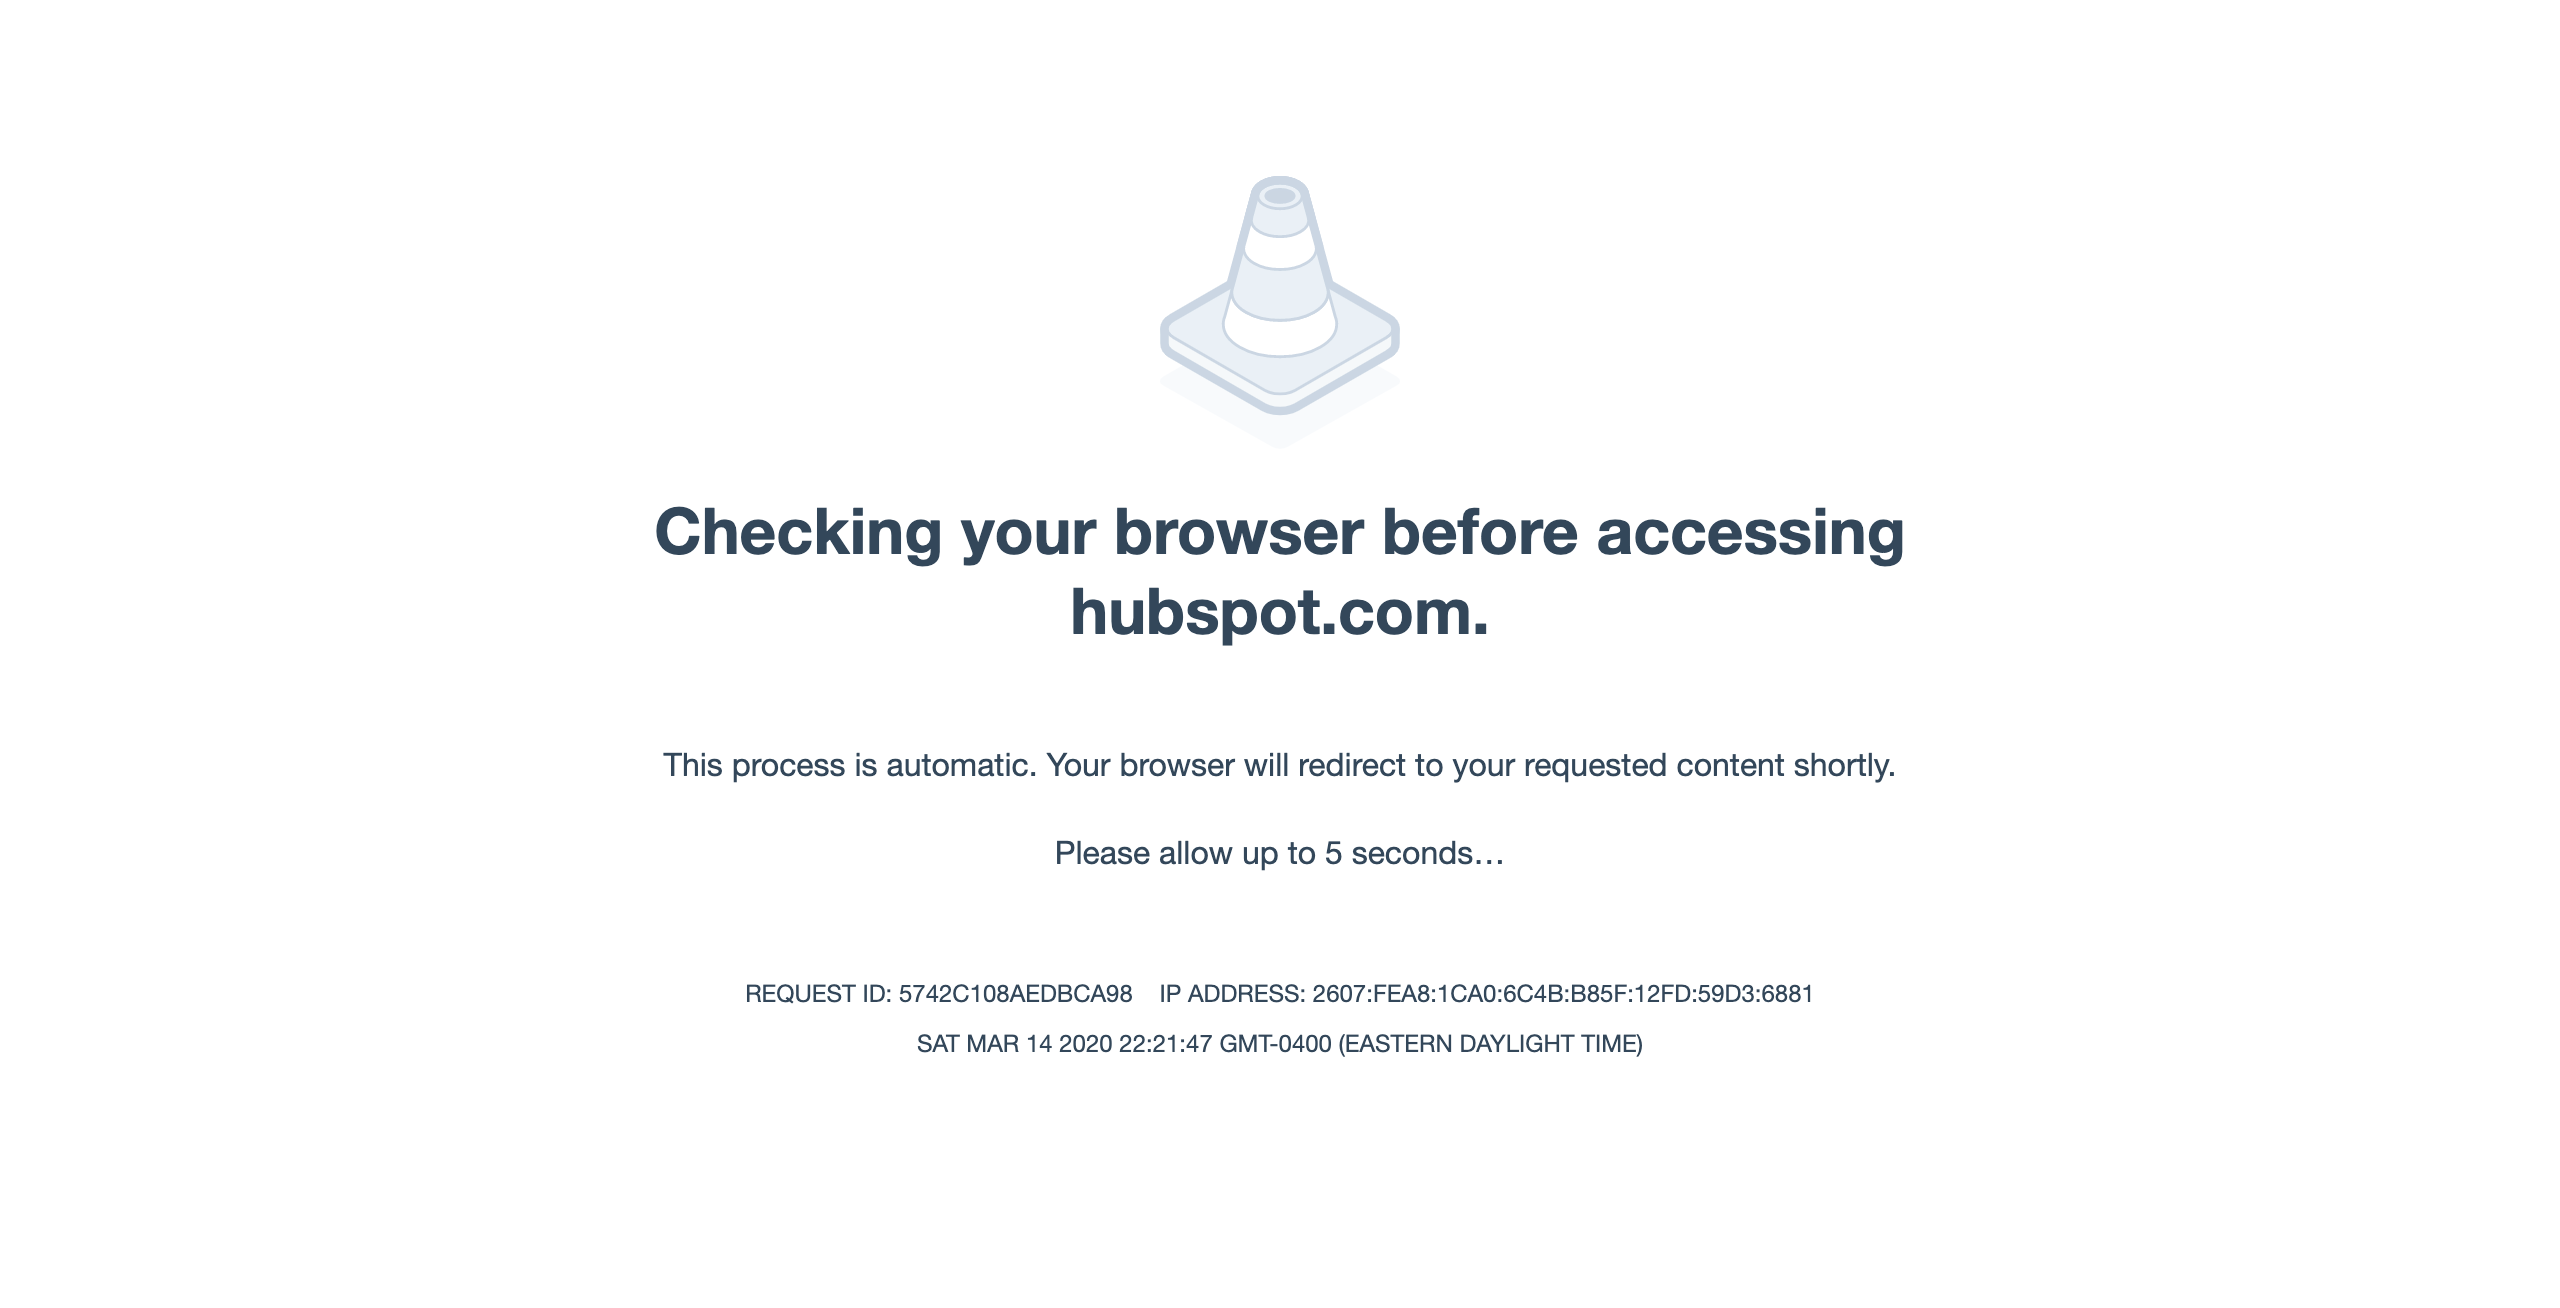 Checking your browser before accessing
hubspot.com.
This process is automatic. Your browser will redirect to your requested content shortly.
Please allow up to 5 seconds…
REQUEST ID: 5742C108AEDBCA98 IP ADDRESS: 2607:FEA8:1CA0:6C4B:B85F:12FD:59D3:6881
SAT MAR 14 2020 22:21:47 GMT-0400 (EASTERN DAYLIGHT TIME)